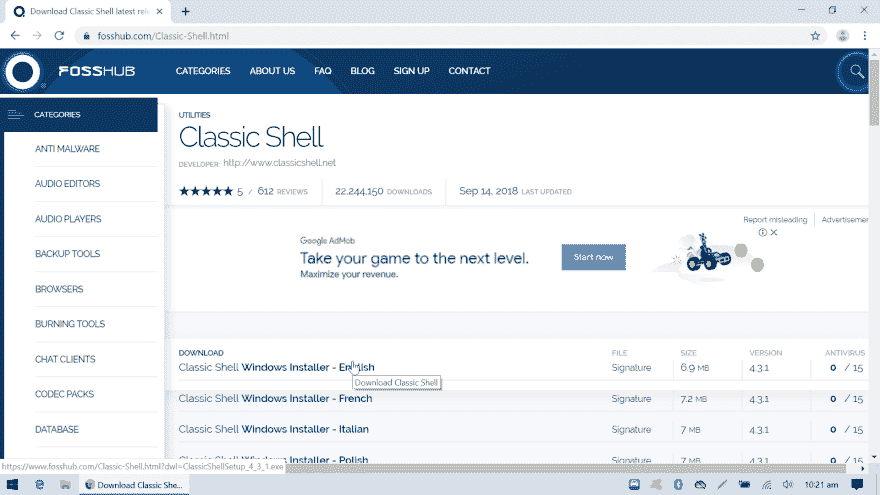 Download Classic Shell latest rele
fosshub.com/Classic-Shell.html
FOSSHUB
CATEGORIES ABOUT US FAQ BLOG SIGN UP CONTACT
CATEGORIES
ANTI MALWARE
AUDIO EDITORS
AUDIO PLAYERS
BACKUP TOOLS
BROWSERS
BURNING TOOLS
CHAT CLIENTS
CODEC PACKS
DATABASE
UTILITIES
Classic Shell
DEVELOPER: http://www.classicshell.net
5 / 612 REVIEWS 22,244,150 DOWNLOADS Sep 14, 2018 LAST UPDATED
Report misleading Advertisemen
Google AdMob
Take your game to the next level.
Maximize your revenue.
Start now
DOWNLOAD FILE SIZE VERSION ANTIVIRUS
Classic Shell Windows Installer - English Signature 6.9 MB 4.3.1 0 / 15
Download Classic Shell
Classic Shell Windows Installer - French Signature 7.2 MB 4.3.1 0 / 15
Classic Shell Windows Installer - Italian Signature 7 MB 4.3.1 0 / 15
Classic Shell Windows Installer - Polish Signature 7 MB 4.3.1 0 / 15
https://www.fosshub.com/Classic-Shell.html?dwl=ClassicShellSetup_4_3_1.exe
Download Classic She...
10:21 am